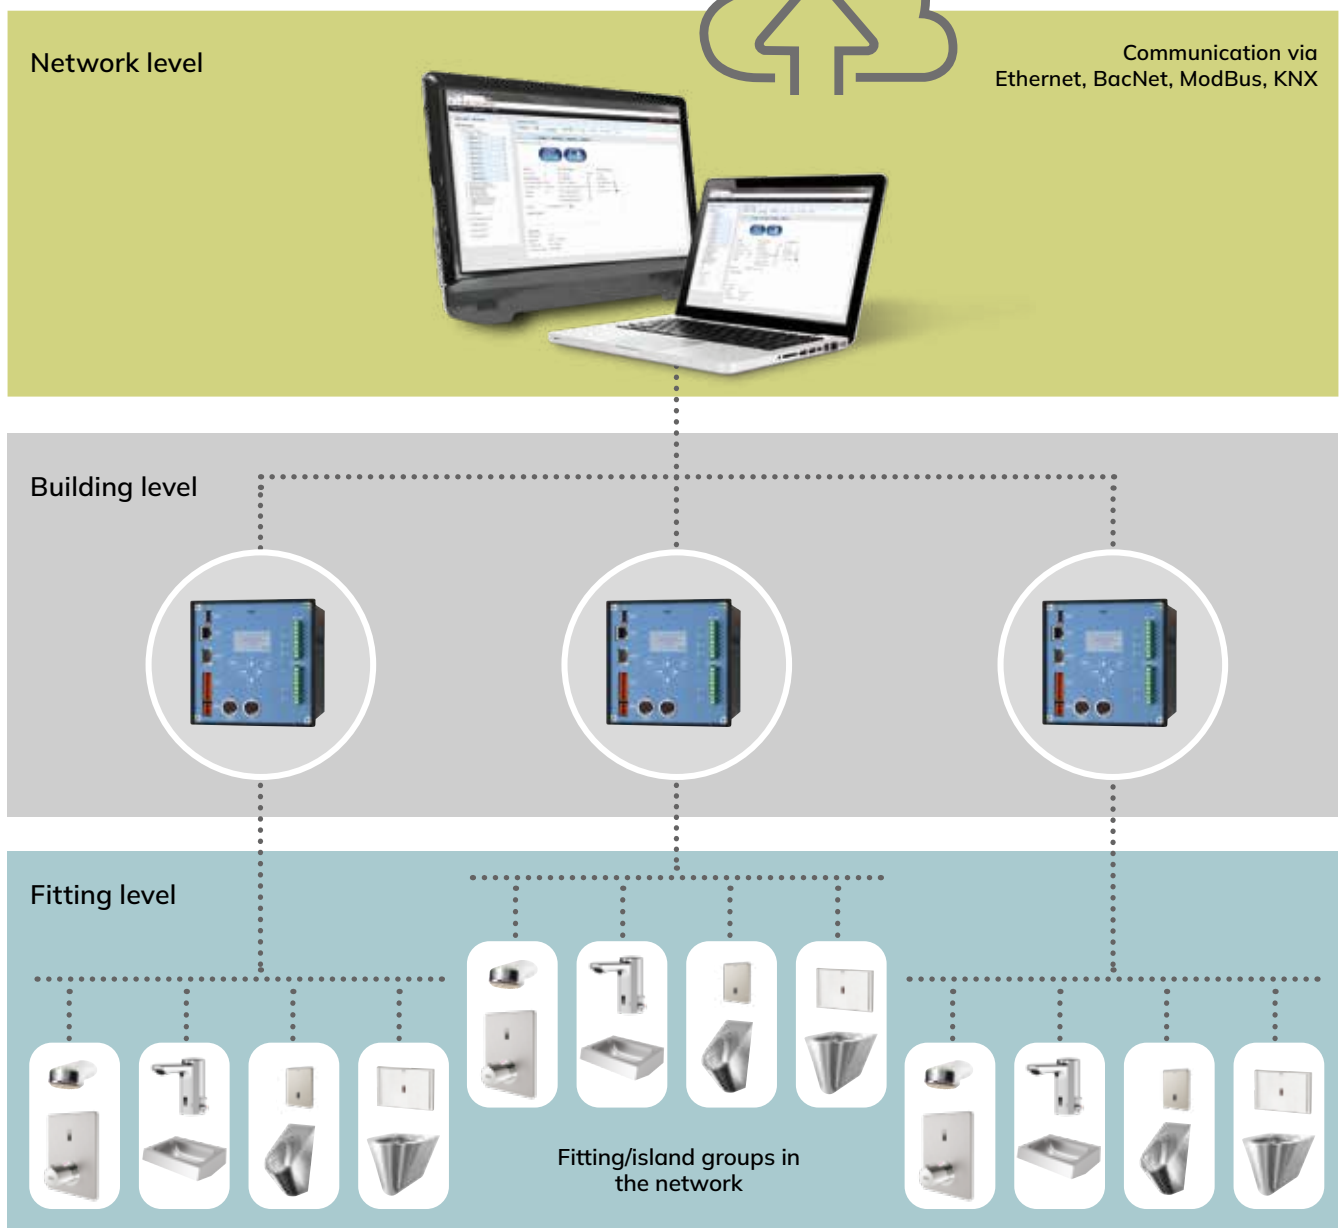 Network level
Communication via
Ethernet, BacNet, ModBus, KNX
Building level
Fitting level
Fitting/island groups in
the network